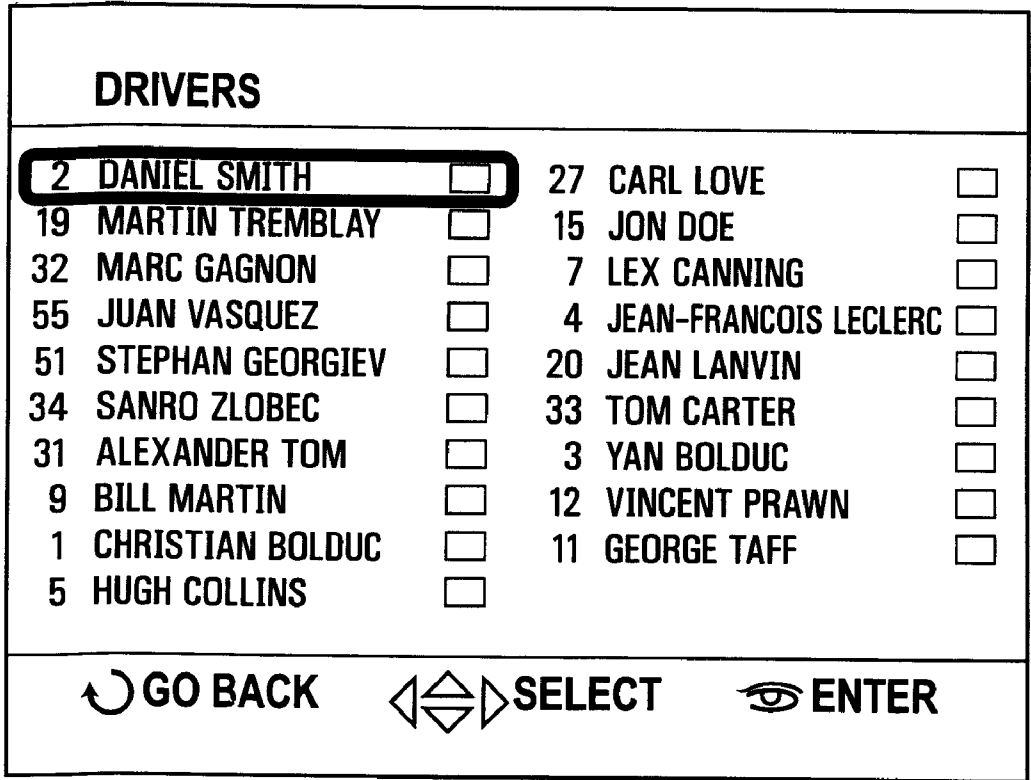 DRIVERS
2 DANIEL SMITH
19 MARTIN TREMBLAY
32 MARC GAGNON
55 JUAN VASQUEZ
51 STEPHAN GEORGIEV
34 SANRO ZLOBEC
31 ALEXANDER TOM
9 BILL MARTIN
1 CHRISTIAN BOLDUC
5 HUGH COLLINS
27 CARL LOVE
15 JON DOE
7 LEX CANNING
4 JEAN-FRANCOIS LECLERC
20 JEAN LANVIN
33 TOM CARTER
3 YAN BOLDUC
12 VINCENT PRAWN
11 GEORGE TAFF
GO BACK SELECT ENTER